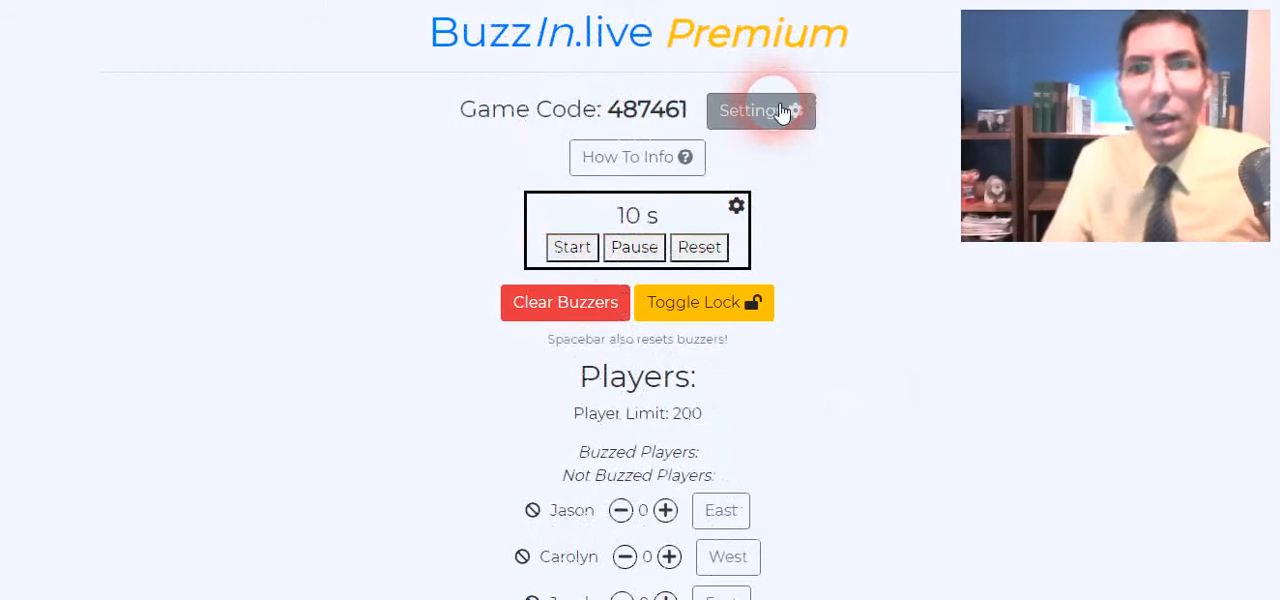 BuzzIn.live Premium
Game Code: 487461 Setting
How To Info
10 s
Start Pause Reset
Clear Buzzers Toggle Lock
Spacebar also resets buzzers!
Players:
Player Limit: 200
Buzzed Players:
Not Buzzed Players:
Jason 0 East
Carolyn 0 West